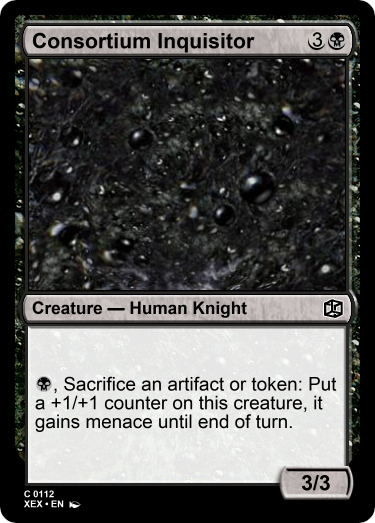 Consortium Inquisitor 3
Creature — Human Knight
, Sacrifice an artifact or token: Put
a +1/+1 counter on this creature, it
gains menace until end of turn.
3/3
C 0112
XEX • EN